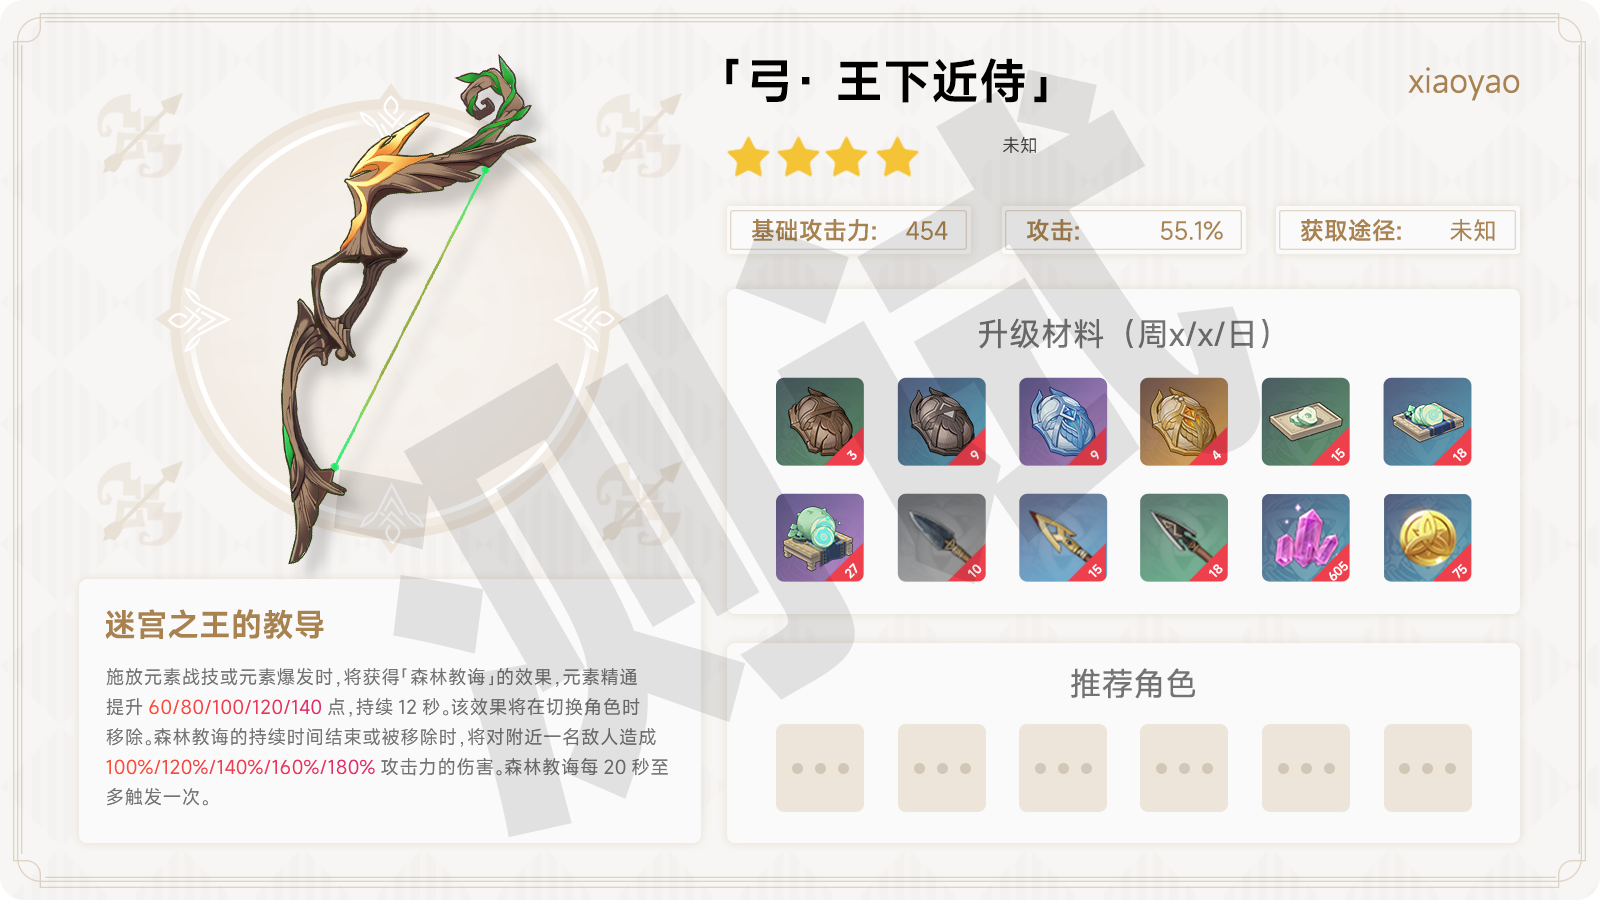 「弓· 王下近侍」
xiaoyao
未知
基础攻击力: 454
攻击: 55.1%
获取途径: 未知
升级材料（周x/x/日）
3
9
9
4
15
18
27
10
15
18
605
75
迷宫之王的教导
施放元素战技或元素爆发时,将获得「森林教诲」的效果,元素精通
提升 60/80/100/120/140 点,持续 12 秒。该效果将在切换角色时
移除。森林教诲的持续时间结束或被移除时,将对附近一名敌人造成
100%/120%/140%/160%/180% 攻击力的伤害。森林教诲每 20 秒至
多触发一次。
推荐角色
测试